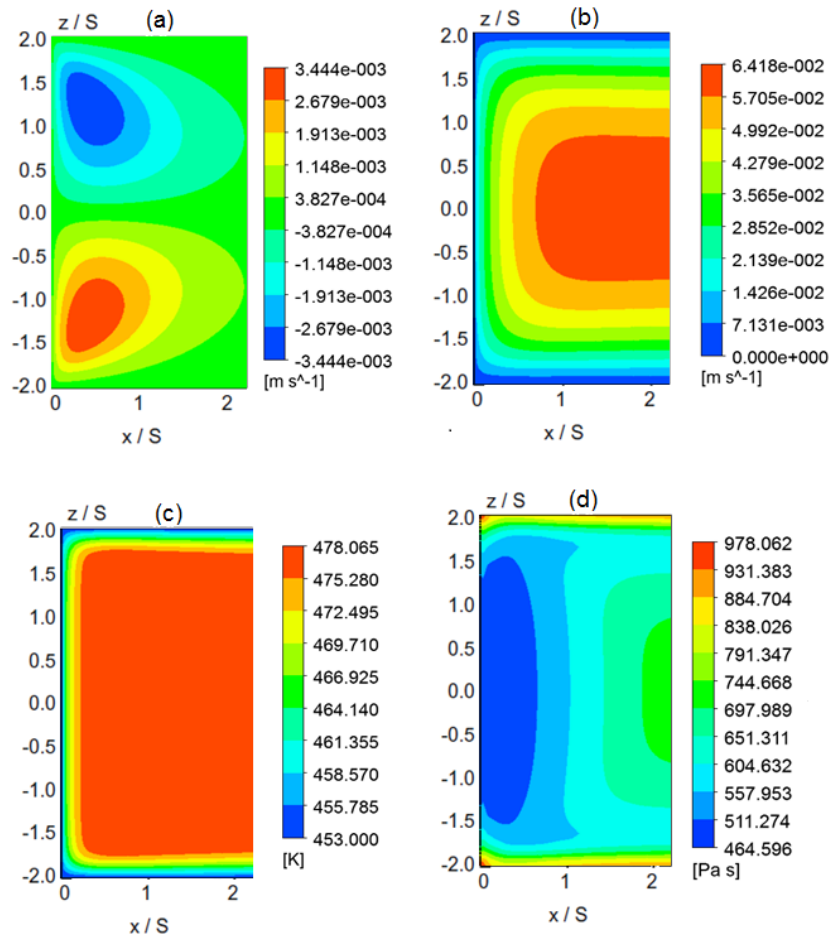 z / S (a)
2.0
1.5
1.0
0.5
0.0
-0.5
-1.0
-1.5
-2.0
0 1 2
x / S
3.444e-003
2.679e-003
1.913e-003
1.148e-003
3.827e-004
-3.827e-004
-1.148e-003
-1.913e-003
-2.679e-003
-3.444e-003
[m s^-1]
z / S (b)
2.0
1.5
1.0
0.5
0.0
-0.5
-1.0
-1.5
-2.0
0 1 2
x / S
6.418e-002
5.705e-002
4.992e-002
4.279e-002
3.565e-002
2.852e-002
2.139e-002
1.426e-002
7.131e-003
0.000e+000
[m s^-1]
z / S (c)
2.0
1.5
1.0
0.5
0.0
-0.5
-1.0
-1.5
-2.0
0 1 2
x / S
478.065
475.280
472.495
469.710
466.925
464.140
461.355
458.570
455.785
453.000
[K]
z / S (d)
2.0
1.5
1.0
0.5
0.0
-0.5
-1.0
-1.5
-2.0
0 1 2
x / S
978.062
931.383
884.704
838.026
791.347
744.668
697.989
651.311
604.632
557.953
511.274
464.596
[Pa s]